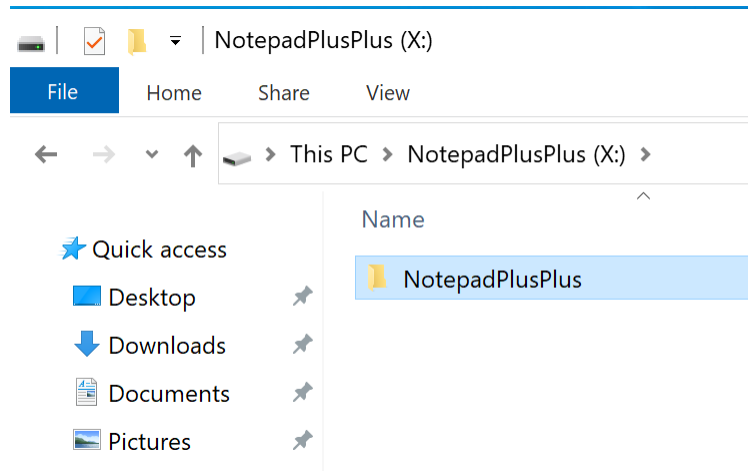 NotepadPlusPlus (X:)
File Home Share View
This PC NotepadPlusPlus (X:)
Name
Quick access
NotepadPlusPlus
Desktop
Downloads
Documents
Pictures